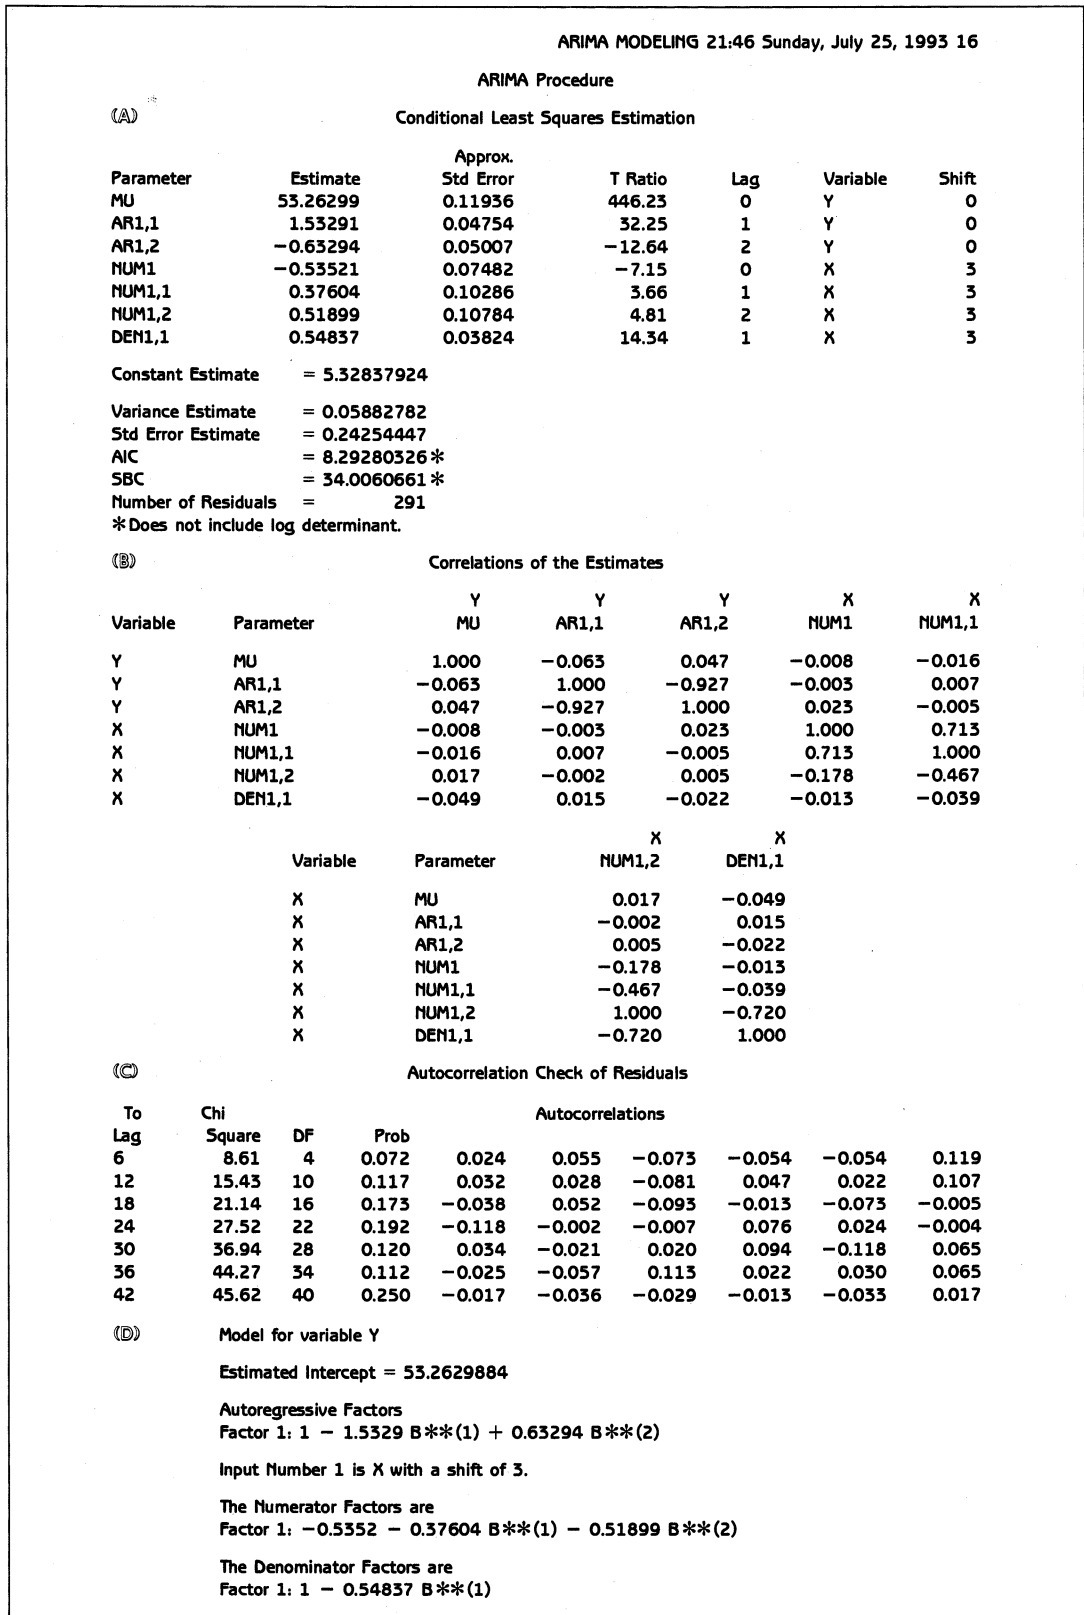 ARIMA MODELING 21:46 Sunday, July 25, 1993 16
ARIMA Procedure
(A) Conditional Least Squares Estimation
Approx.
Parameter Estimate Std Error T Ratio Lag Variable Shift
MU 53.26299 0.11936 446.23 0 Y 0
AR1,1 1.53291 0.04754 32.25 1 Y 0
AR1,2 −0.63294 0.05007 −12.64 2 Y 0
NUM1 −0.53521 0.07482 −7.15 0 X 3
NUM1,1 0.37604 0.10286 3.66 1 X 3
NUM1,2 0.51899 0.10784 4.81 2 X 3
DEN1,1 0.54837 0.03824 14.34 1 X 3
Constant Estimate = 5.32837924
Variance Estimate = 0.05882782
Std Error Estimate = 0.24254447
AIC = 8.29280326*
SBC = 34.0060661*
Number of Residuals = 291
*Does not include log determinant.
(B) Correlations of the Estimates
Y Y Y X X
Variable Parameter MU AR1,1 AR1,2 NUM1 NUM1,1
Y MU 1.000 −0.063 0.047 −0.008 −0.016
Y AR1,1 −0.063 1.000 −0.927 −0.003 0.007
Y AR1,2 0.047 −0.927 1.000 0.023 −0.005
X NUM1 −0.008 −0.003 0.023 1.000 0.713
X NUM1,1 −0.016 0.007 −0.005 0.713 1.000
X NUM1,2 0.017 −0.002 0.005 −0.178 −0.467
X DEN1,1 −0.049 0.015 −0.022 −0.013 −0.039
X X
Variable Parameter NUM1,2 DEN1,1
X MU 0.017 −0.049
X AR1,1 −0.002 0.015
X AR1,2 0.005 −0.022
X NUM1 −0.178 −0.013
X NUM1,1 −0.467 −0.039
X NUM1,2 1.000 −0.720
X DEN1,1 −0.720 1.000
(C) Autocorrelation Check of Residuals
To Chi Autocorrelations
Lag Square DF Prob
6 8.61 4 0.072 0.024 0.055 −0.073 −0.054 −0.054 0.119
12 15.43 10 0.117 0.032 0.028 −0.081 0.047 0.022 0.107
18 21.14 16 0.173 −0.038 0.052 −0.093 −0.013 −0.073 −0.005
24 27.52 22 0.192 −0.118 −0.002 −0.007 0.076 0.024 −0.004
30 36.94 28 0.120 0.034 −0.021 0.020 0.094 −0.118 0.065
36 44.27 34 0.112 −0.025 −0.057 0.113 0.022 0.030 0.065
42 45.62 40 0.250 −0.017 −0.036 −0.029 −0.013 −0.033 0.017
(D) Model for variable Y
Estimated Intercept = 53.2629884
Autoregressive Factors
Factor 1: 1 − 1.5329 B**(1) + 0.63294 B**(2)
Input Number 1 is X with a shift of 3.
The Numerator Factors are
Factor 1: −0.5352 − 0.37604 B**(1) − 0.51899 B**(2)
The Denominator Factors are
Factor 1: 1 − 0.54837 B**(1)